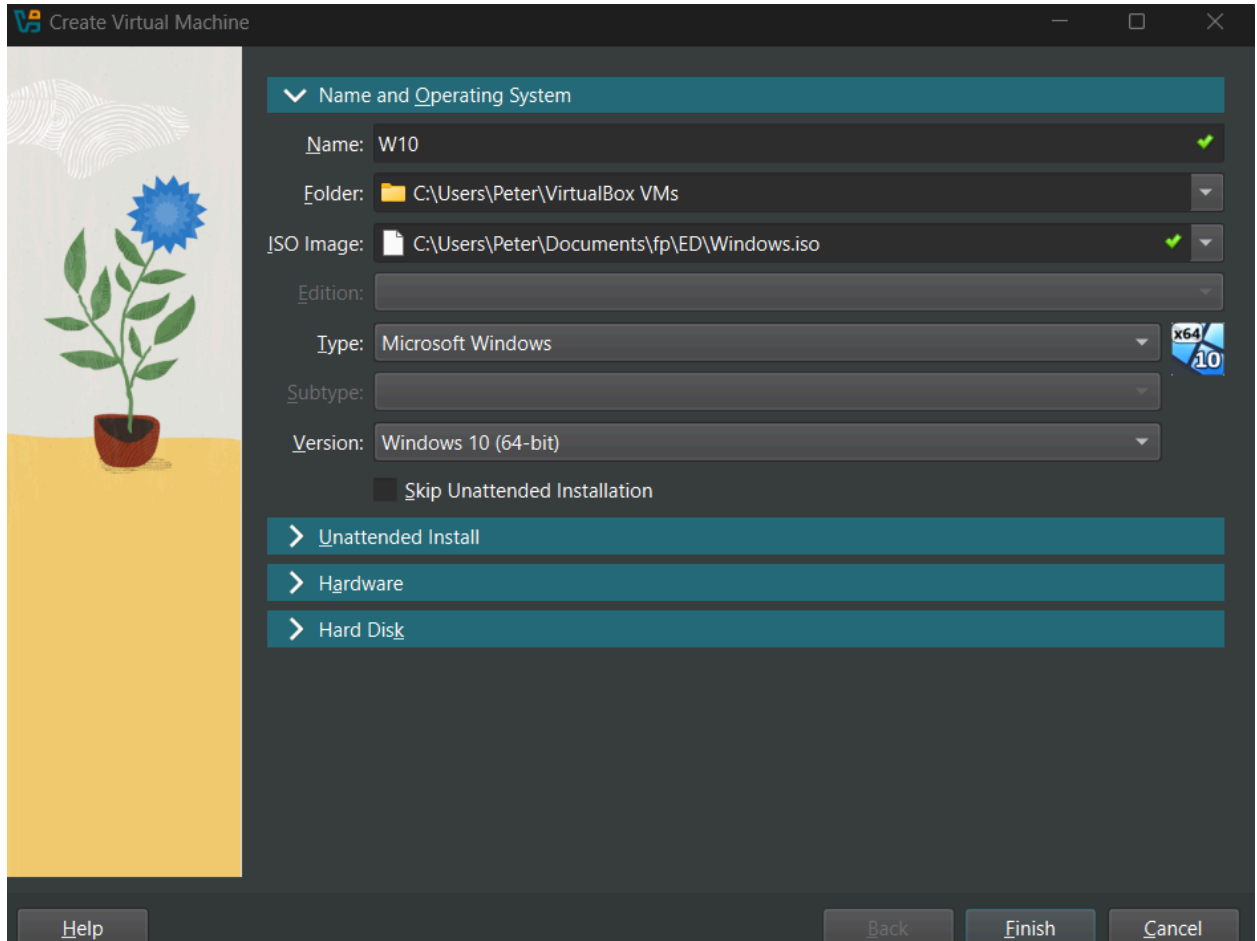 Create Virtual Machine
Name and Operating System
Name: W10
Folder: C:\Users\Peter\VirtualBox VMs
ISO Image: C:\Users\Peter\Documents\fp\ED\Windows.iso
Edition:
Type: Microsoft Windows
x64
10
Subtype:
Version: Windows 10 (64-bit)
Skip Unattended Installation
Unattended Install
Hardware
Hard Disk
Help Back Finish Cancel